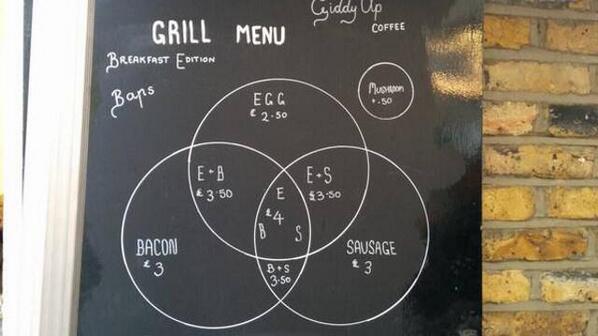 Giddy Up
COFFEE
GRILL MENU
BREAKFAST EDITION
Baps
MUSHROOM
+.50
EGG
£2.50
E+B
£3.50
E+S
£3.50
E
£4
B S
BACON
£3
SAUSAGE
£3
B+S
3.50